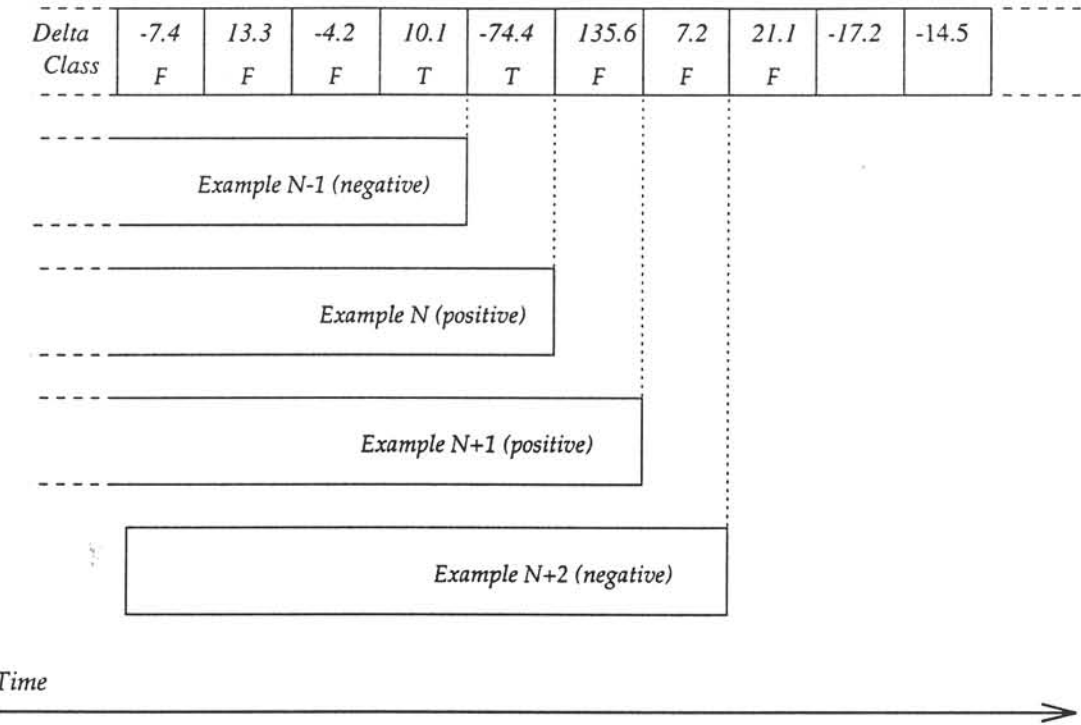 Delta -7.4 13.3 -4.2 10.1 -74.4 135.6 7.2 21.1 -17.2 -14.5
Class F F F T T F F F
Example N-1 (negative)
Example N (positive)
Example N+1 (positive)
Example N+2 (negative)
Time